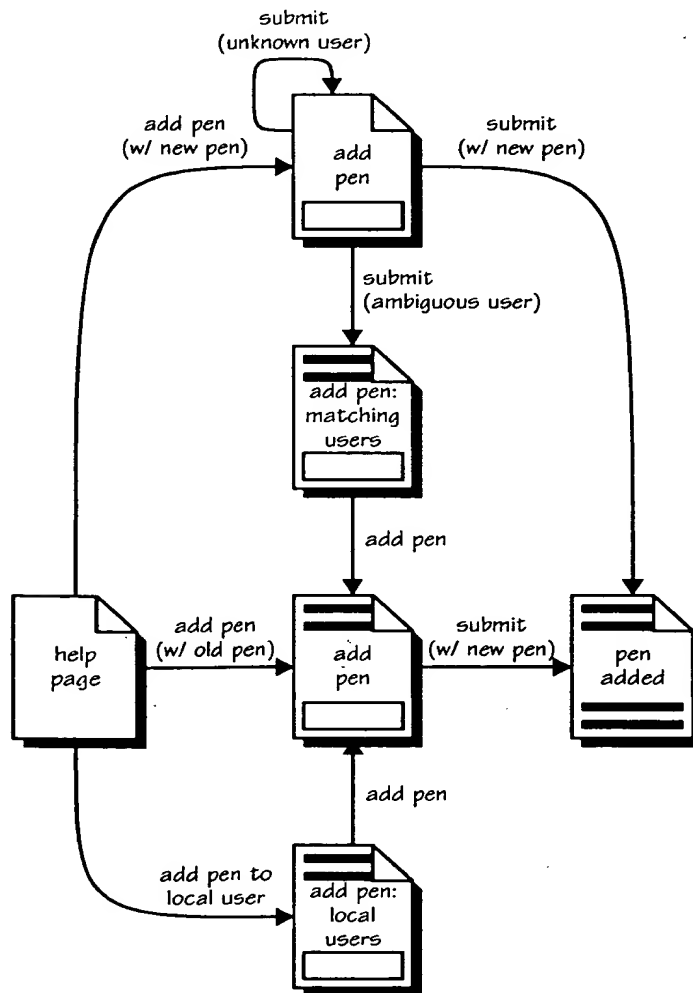 submit
(unknown user)
add pen
(w/ new pen)
submit
(w/ new pen)
add
pen
submit
(ambiguous user)
add pen:
matching
users
add pen
help
page
add pen
(w/ old pen)
add
pen
submit
(w/ new pen)
pen
added
add pen
add pen to
local user
add pen:
local
users